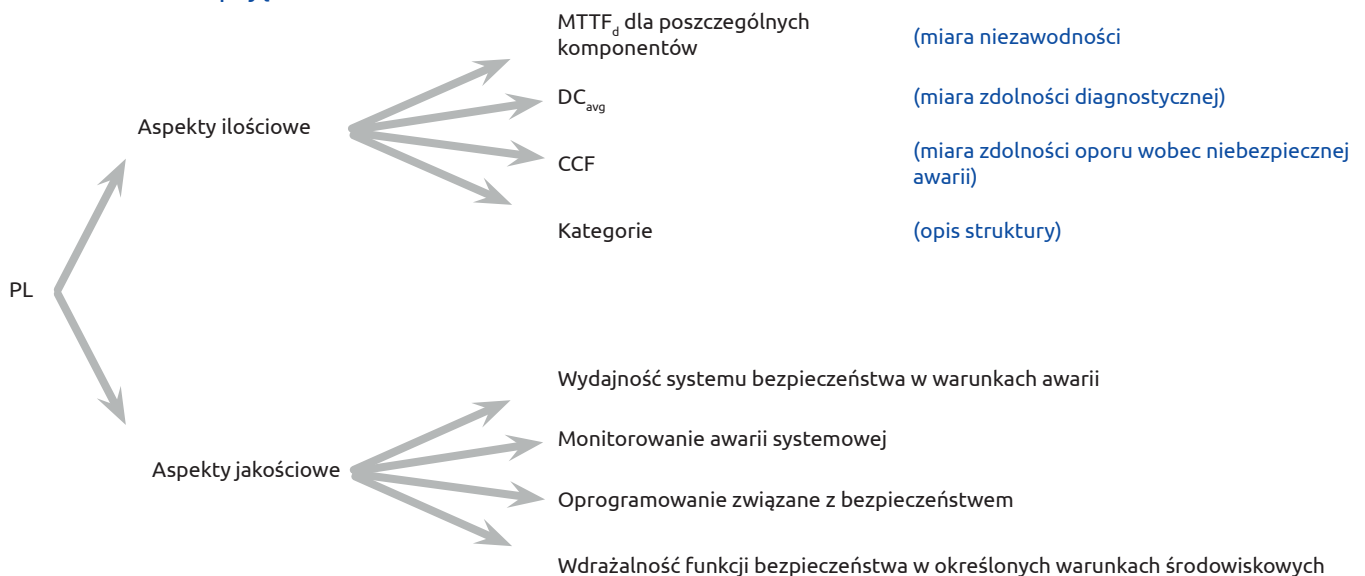 MTTFd dla poszczególnych
komponentów
(miara niezawodności
DCavg
(miara zdolności diagnostycznej)
Aspekty ilościowe
CCF
(miara zdolności oporu wobec niebezpiecznej
awarii)
Kategorie
(opis struktury)
PL
Wydajność systemu bezpieczeństwa w warunkach awarii
Monitorowanie awarii systemowej
Aspekty jakościowe
Oprogramowanie związane z bezpieczeństwem
Wdrażalność funkcji bezpieczeństwa w określonych warunkach środowiskowych